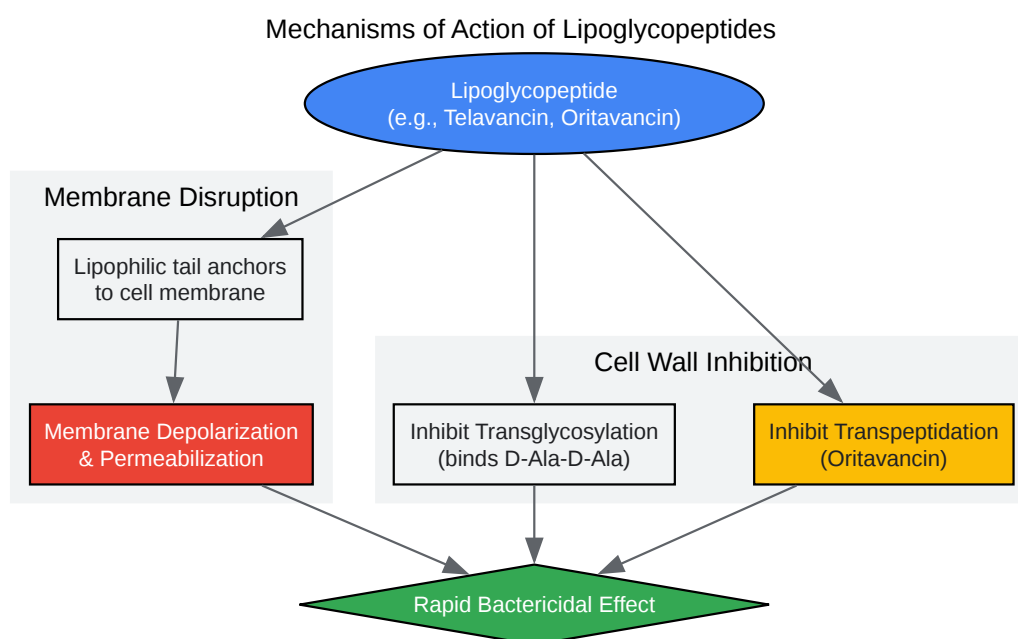 Mechanisms of Action of Lipoglycopeptides
Lipoglycopeptide
(e.g., Telavancin, Oritavancin)
Membrane Disruption
Lipophilic tail anchors
to cell membrane
Membrane Depolarization
& Permeabilization
Cell Wall Inhibition
Inhibit Transglycosylation
(binds D-Ala-D-Ala)
Inhibit Transpeptidation
(Oritavancin)
Rapid Bactericidal Effect